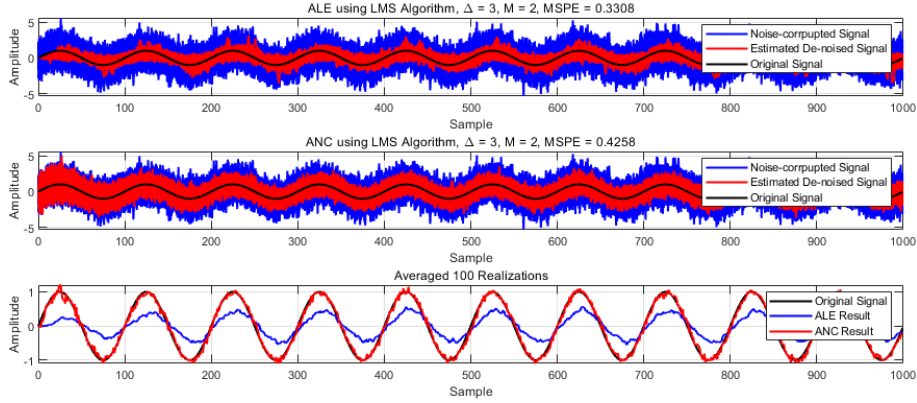 ALE using LMS Algorithm, Δ = 3, M = 2, MSPE = 0.3308
5
0
-5
Amplitude
Noise-corrpupted Signal
Estimated De-noised Signal
Original Signal
0 100 200 300 400 500 600 700 800 900 1000
Sample
ANC using LMS Algorithm, Δ = 3, M = 2, MSPE = 0.4258
5
0
-5
Amplitude
Noise-corrpupted Signal
Estimated De-noised Signal
Original Signal
0 100 200 300 400 500 600 700 800 900 1000
Sample
Averaged 100 Realizations
1
0
-1
Amplitude
Original Signal
ALE Result
ANC Result
0 100 200 300 400 500 600 700 800 900 1000
Sample